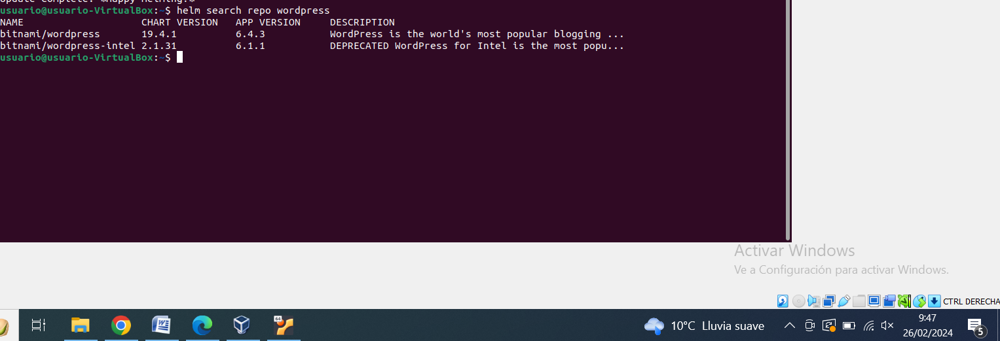 update complete. *Happy Helming!*
usuario@usuario-VirtualBox:~$ helm search repo wordpress
NAME CHART VERSION APP VERSION DESCRIPTION
bitnami/wordpress 19.4.1 6.4.3 WordPress is the world's most popular blogging ...
bitnami/wordpress-intel 2.1.31 6.1.1 DEPRECATED WordPress for Intel is the most popu...
usuario@usuario-VirtualBox:~$
Activar Windows
Ve a Configuración para activar Windows.
CTRL DERECHA
W
64
10°C Lluvia suave
9:47
26/02/2024
5